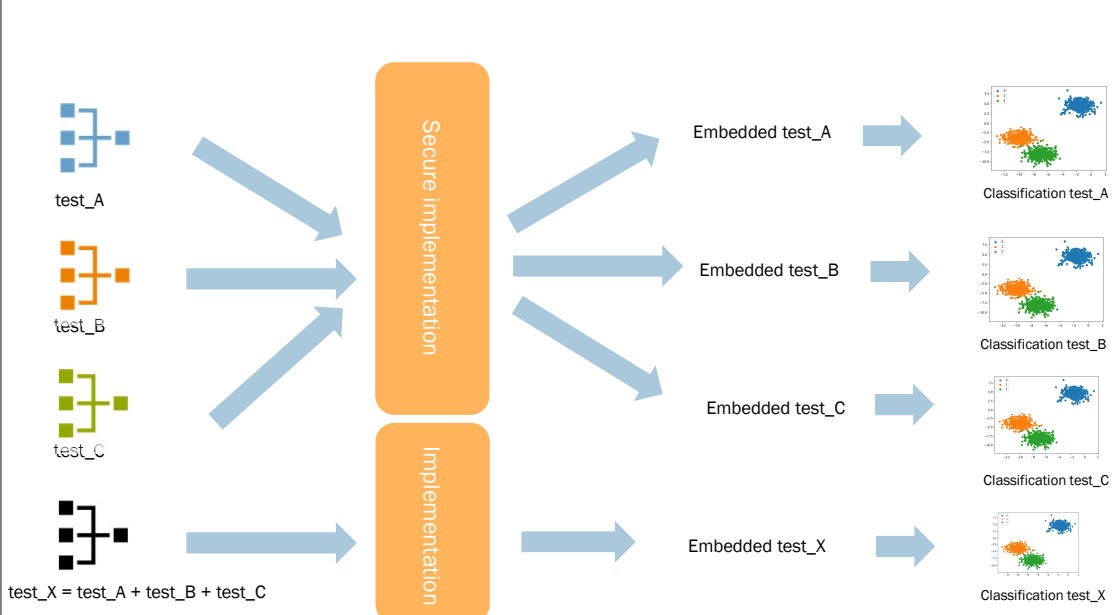 test_A
test_B
test_C
test_X = test_A + test_B + test_C
Secure implementation
Implementation
Embedded test_A
Embedded test_B
Embedded test_C
Embedded test_X
Classification test_A
Classification test_B
Classification test_C
Classification test_X